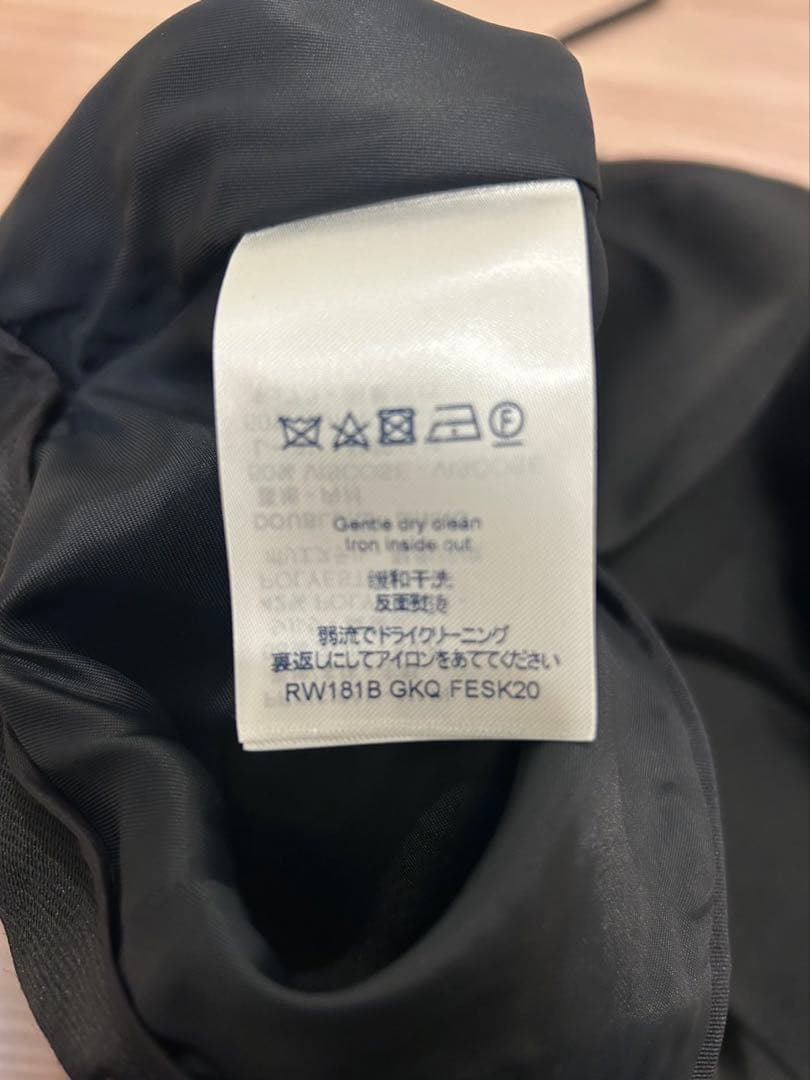 F
Gentle dry clean
Iron inside out
缓和干洗
反面熨烫
弱流でドライクリーニング
裏返しにしてアイロンをあててください
RW181B GKQ FESK20